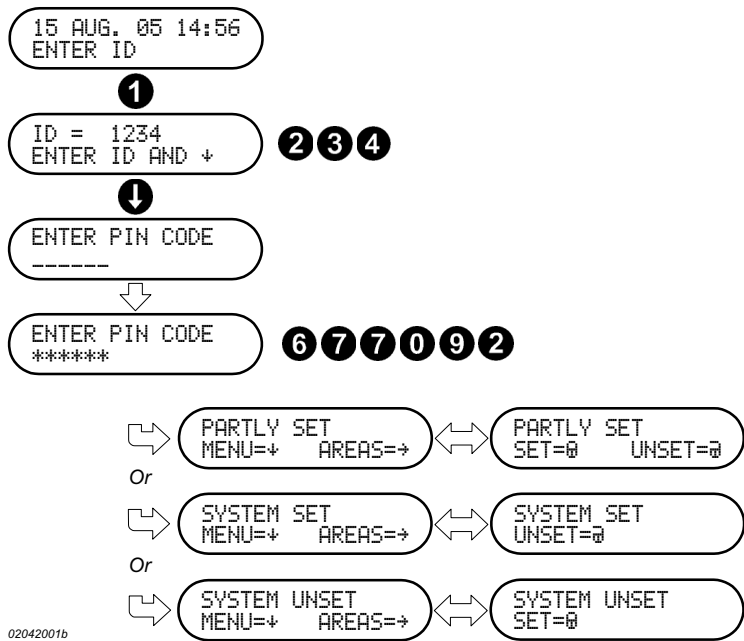 15 AUG. 05 14:56
ENTER ID
1
ID = 1234
ENTER ID AND ↓
2 3 4
↓
ENTER PIN CODE
------
ENTER PIN CODE
******
6 7 7 0 9 2
PARTLY SET
MENU=↓ AREAS=→
PARTLY SET
SET= UNSET=
Or
SYSTEM SET
MENU=↓ AREAS=→
SYSTEM SET
UNSET=
Or
SYSTEM UNSET
MENU=↓ AREAS=→
SYSTEM UNSET
SET=
02042001b